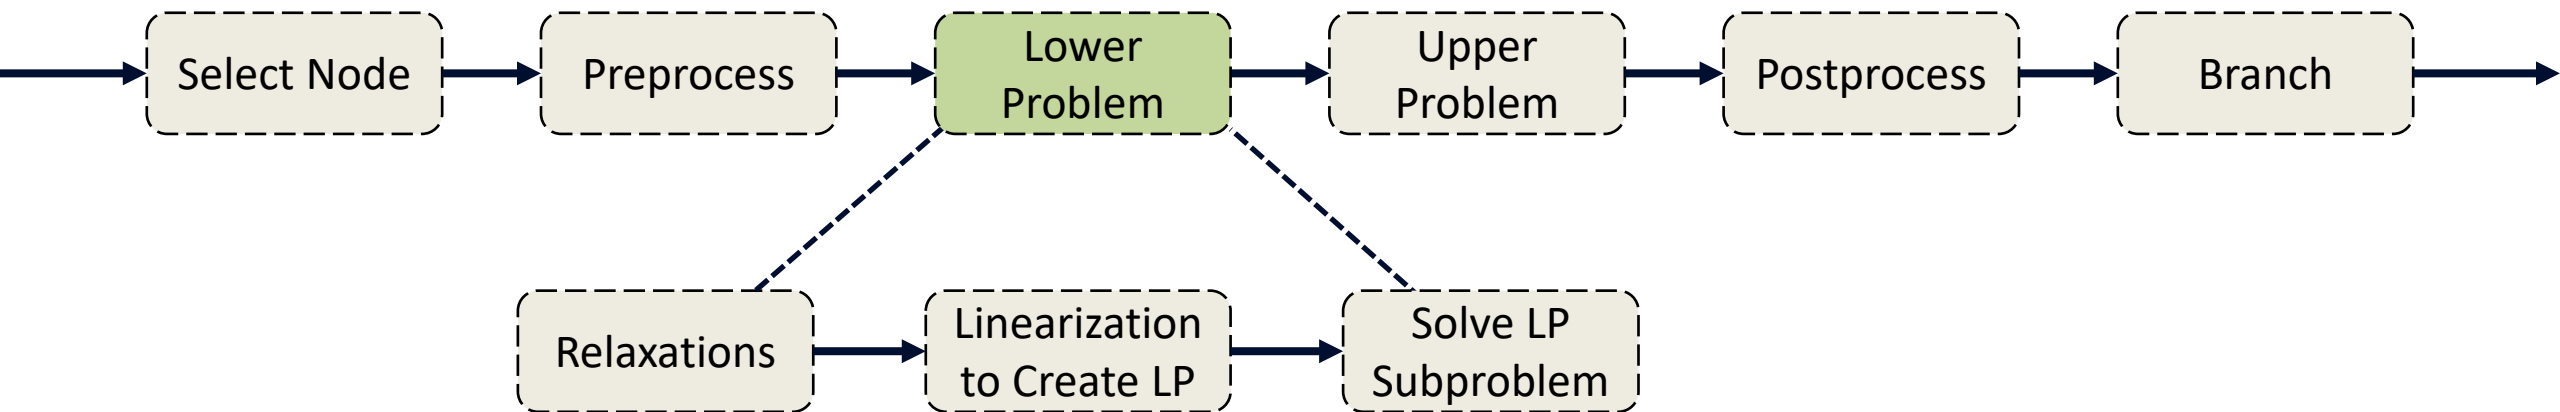 Select Node
Preprocess
Lower
Problem
Upper
Problem
Postprocess
Branch
Relaxations
Linearization
to Create LP
Solve LP
Subproblem